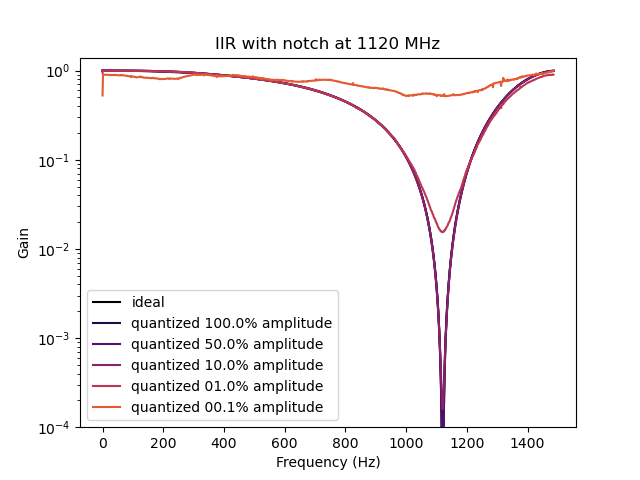 IIR with notch at 1120 MHz
10⁰
10⁻¹
10⁻²
10⁻³
10⁻⁴
Gain
ideal
quantized 100.0% amplitude
quantized 50.0% amplitude
quantized 10.0% amplitude
quantized 01.0% amplitude
quantized 00.1% amplitude
0 200 400 600 800 1000 1200 1400
Frequency (Hz)